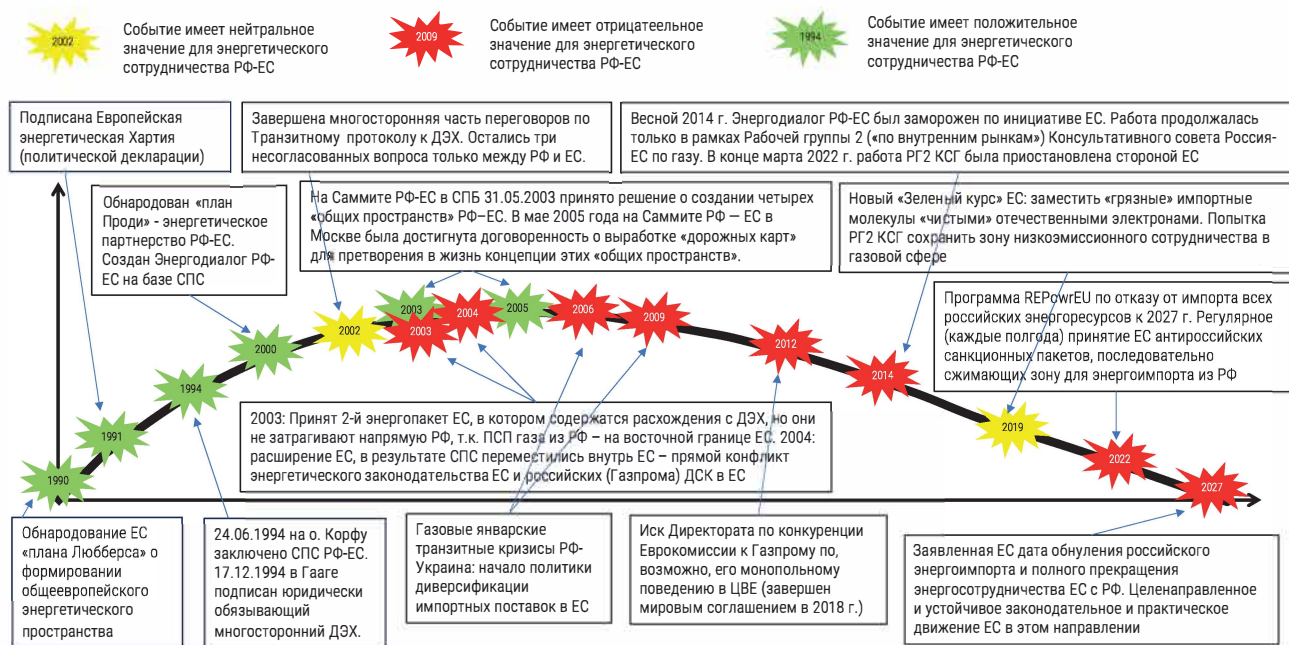 2002
Событие имеет нейтральное
значение для энергетического
сотрудничества РФ-ЕС
2009
Событие имеет отрицатеельное
значение для энергетического
сотрудничества РФ-ЕС
1994
Событие имеет положительное
значение для энергетического
сотрудничества РФ-ЕС
Подписана Европейская
энергетическая Хартия
(политической декларации)
Завершена многосторонняя часть переговоров по
Транзитному протоколу к ДЭХ. Остались три
несогласованных вопроса только между РФ и ЕС.
Весной 2014 г. Энергодиалог РФ-ЕС был заморожен по инициативе ЕС. Работа продолжалась
только в рамках Рабочей группы 2 («по внутренним рынкам») Консультативного совета Россия-
ЕС по газу. В конце марта 2022 г. работа РГ2 КСГ была приостановлена стороной ЕС
Обнародован «план
Проди» - энергетическое
партнерство РФ-ЕС.
Создан Энергодиалог РФ-
ЕС на базе СПС
На Саммите РФ-ЕС в СПБ 31.05.2003 принято решение о создании четырех
«общих пространств» РФ–ЕС. В мае 2005 года на Саммите РФ — ЕС в
Москве была достигнута договоренность о выработке «дорожных карт»
для претворения в жизнь концепции этих «общих пространств».
Новый «Зеленый курс» ЕС: заместить «грязные» импортные
молекулы «чистыми» отечественными электронами. Попытка
РГ2 КСГ сохранить зону низкоэмиссионного сотрудничества в
газовой сфере
Программа REPowrEU по отказу от импорта всех
российских энергоресурсов к 2027 г. Регулярное
(каждые полгода) принятие ЕС антироссийских
санкционных пакетов, последовательно
сжимающих зону для энергоимпорта из РФ
1990
1991
1994
2000
2002
2003
2003
2004
2005
2006
2009
2012
2014
2019
2022
2027
2003: Принят 2-й энергопакет ЕС, в котором содержатся расхождения с ДЭХ, но они
не затрагивают напрямую РФ, т.к. ПСП газа из РФ – на восточной границе ЕС. 2004:
расширение ЕС, в результате СПС переместились внутрь ЕС – прямой конфликт
энергетического законодательства ЕС и российских (Газпрома) ДСК в ЕС
Обнародование ЕС
«плана Любберса» о
формировании
общеевропейского
энергетического
пространства
24.06.1994 на о. Корфу
заключено СПС РФ-ЕС.
17.12.1994 в Гааге
подписан юридически
обязывающий
многосторонний ДЭХ.
Газовые январские
транзитные кризисы РФ-
Украина: начало политики
диверсификации
импортных поставок в ЕС
Иск Директората по конкуренции
Еврокомиссии к Газпрому по,
возможно, его монопольному
поведению в ЦВЕ (завершен
мировым соглашением в 2018 г.)
Заявленная ЕС дата обнуления российского
энергоимпорта и полного прекращения
энергосотрудничества ЕС с РФ. Целенаправленное
и устойчивое законодательное и практическое
движение ЕС в этом направлении